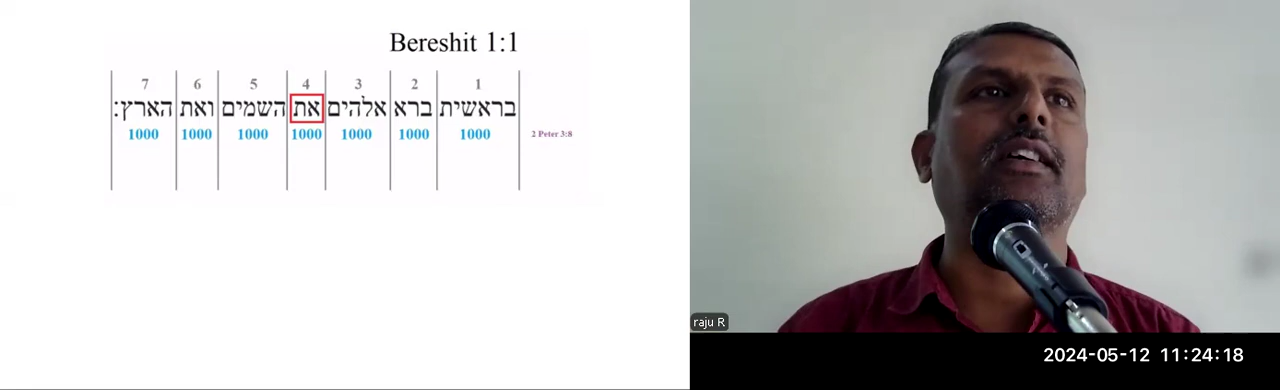 Bereshit 1:1
7 6 5 4 3 2 1
בראשית ברא אלהים את השמים ואת הארץ:
1000 1000 1000 1000 1000 1000 1000 2 Peter 3:8
raju R
2024-05-12 11:24:18